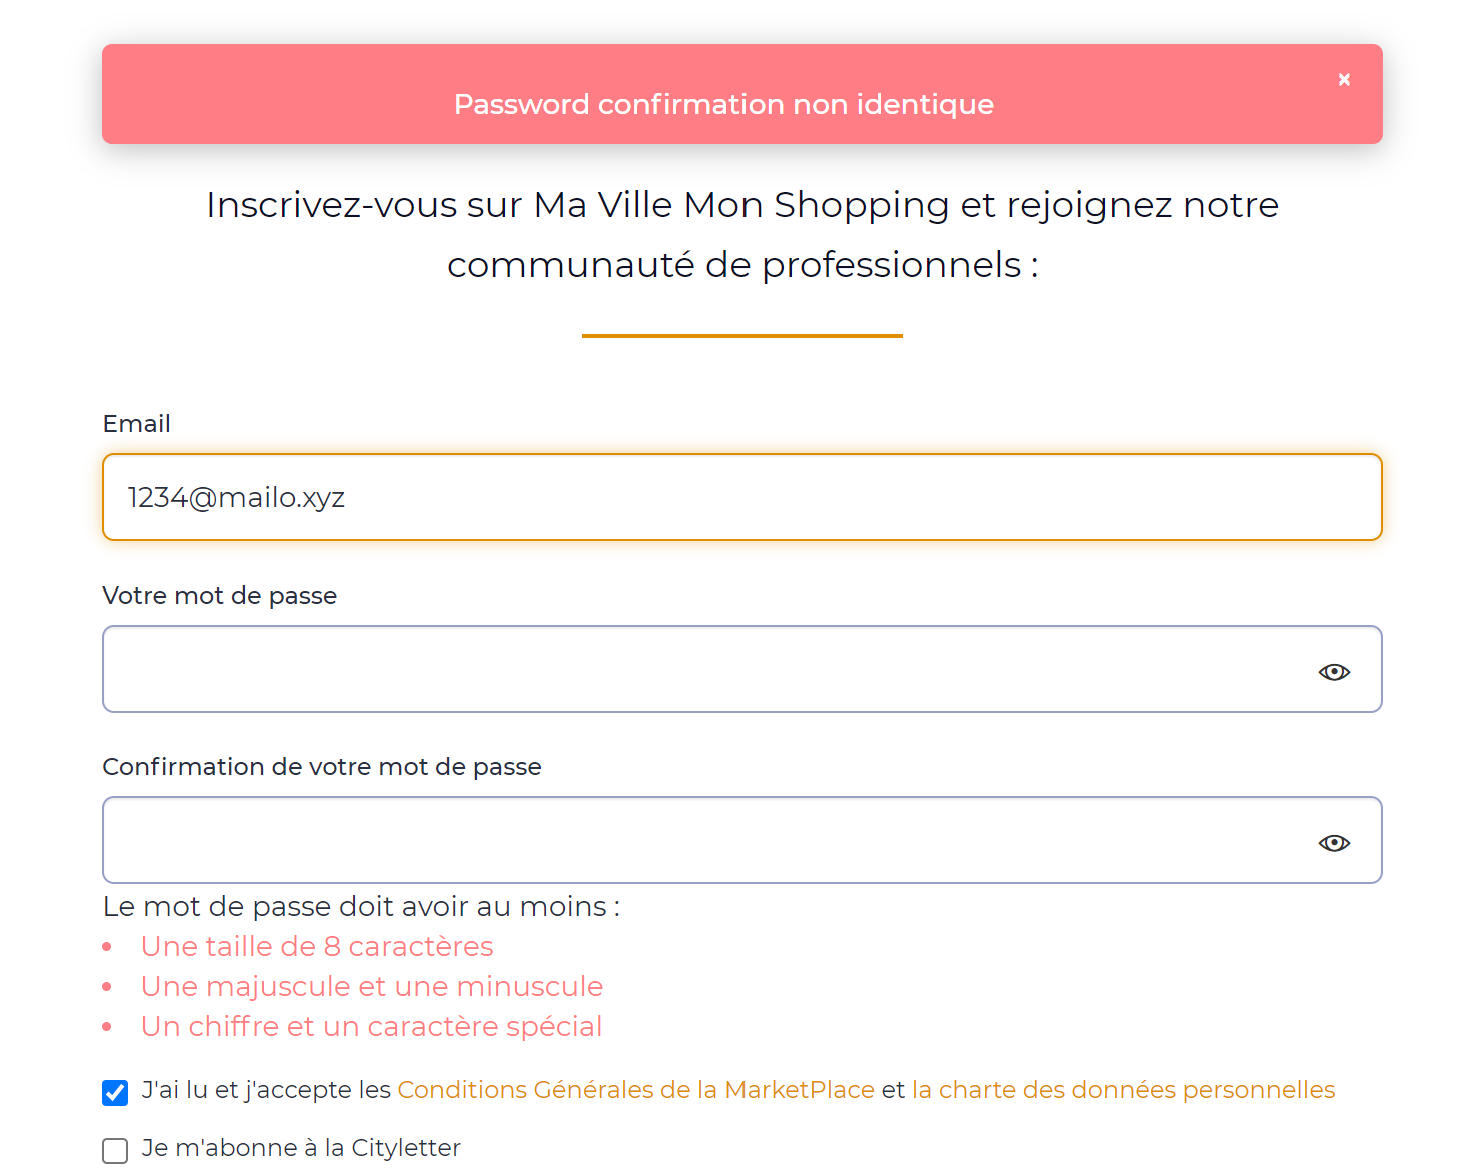 Password confirmation non identique
Inscrivez-vous sur Ma Ville Mon Shopping et rejoignez notre
communauté de professionnels :
Email
1234@mailo.xyz
Votre mot de passe
Confirmation de votre mot de passe
Le mot de passe doit avoir au moins :
Une taille de 8 caractères
Une majuscule et une minuscule
Un chiffre et un caractère spécial
J'ai lu et j'accepte les Conditions Générales de la MarketPlace et la charte des données personnelles
Je m'abonne à la Cityletter